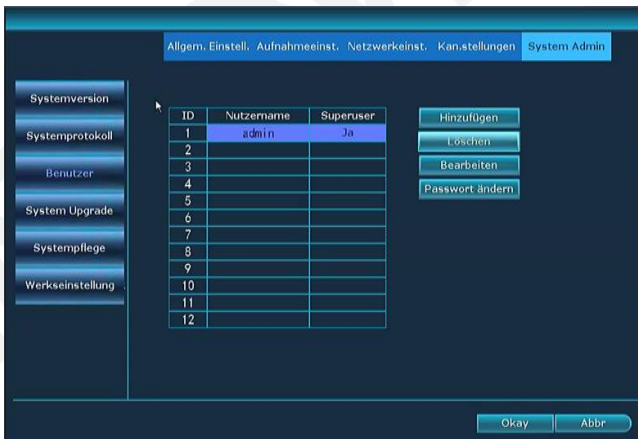 Allgem. Einstell. Aufnahmeeinst. Netzwerkeinst. Kan.stellungen System Admin
Systemversion
Systemprotokoll
Benutzer
System Upgrade
Systempflege
Werkseinstellung
ID Nutzername Superuser
1 admin Ja
2
3
4
5
6
7
8
9
10
11
12
Hinzufügen
Löschen
Bearbeiten
Passwort ändern
Okay Abbr